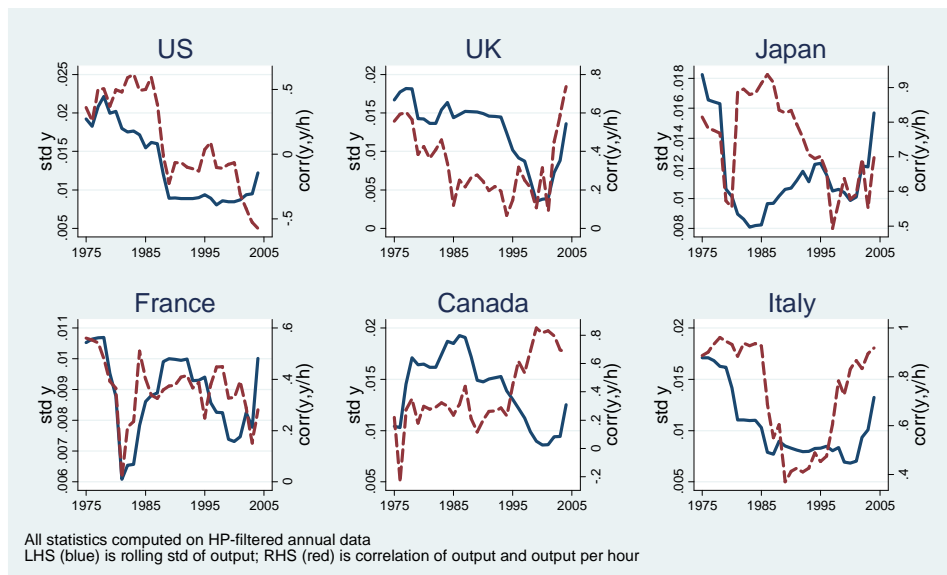 US
UK
Japan
std y
.005 .01 .015 .02 .025
-.5 0 .5
corr(y,y/h)
1975 1985 1995 2005
std y
0 .005 .01 .015 .02
0 .2 .4 .6 .8
corr(y,y/h)
1975 1985 1995 2005
std y
.008 .01 .012 .014 .016 .018
.5 .6 .7 .8 .9
corr(y,y/h)
1975 1985 1995 2005
France
Canada
Italy
std y
.006 .007 .008 .009 .01 .011
0 .2 .4 .6
corr(y,y/h)
1975 1985 1995 2005
std y
.005 .01 .015 .02
-.2 0 .2 .4 .6 .8
corr(y,y/h)
1975 1985 1995 2005
std y
.005 .01 .015 .02
.4 .6 .8 1
corr(y,y/h)
1975 1985 1995 2005
All statistics computed on HP-filtered annual data
LHS (blue) is rolling std of output; RHS (red) is correlation of output and output per hour